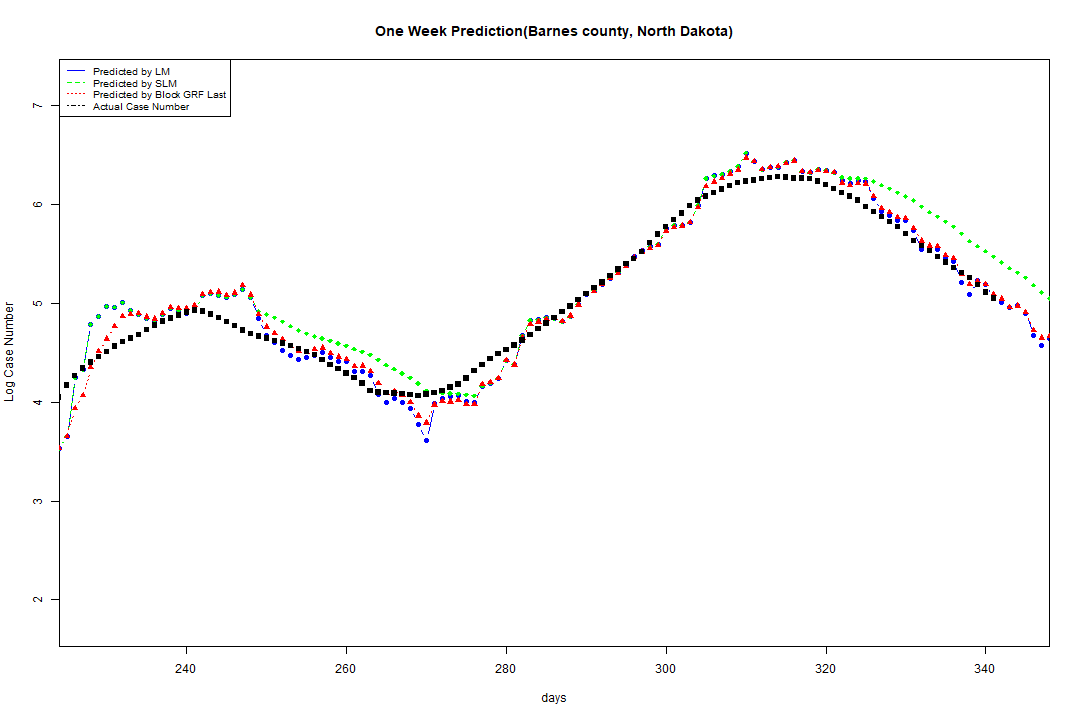 One Week Prediction(Barnes county, North Dakota)
Predicted by LM
Predicted by SLM
Predicted by Block GRF Last
Actual Case Number
7
6
5
4
3
2
Log Case Number
240 260 280 300 320 340
days